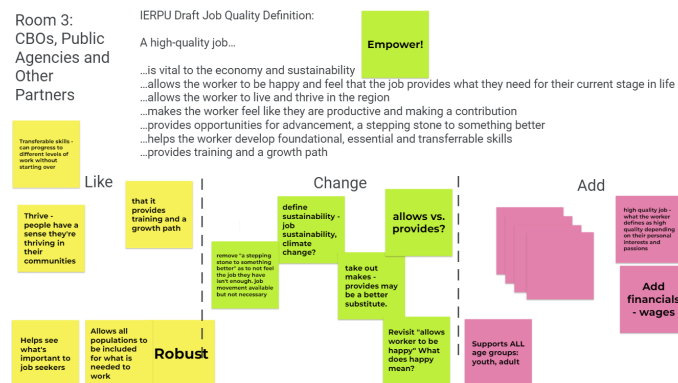 Room 3:
CBOs, Public
Agencies and
Other
Partners
IERPU Draft Job Quality Definition:
A high-quality job…
Empower!
…is vital to the economy and sustainability
…allows the worker to be happy and feel that the job provides what they need for their current stage in life
…allows the worker to live and thrive in the region
…makes the worker feel like they are productive and making a contribution
…provides opportunities for advancement, a stepping stone to something better
…helps the worker develop foundational, essential and transferrable skills
…provides training and a growth path
Like
Transferable skills -
can progress to
different levels of
work without
starting over
that it
provides
training and a
growth path
Thrive -
people have
a sense they're
thriving in
their
communities
Helps see
what's
important to
job seekers
Allows all
populations to
be included
for what is
needed to
work
Robust
Change
define
sustainability -
job
sustainability,
climate
change?
allows vs.
provides?
remove "a stepping
stone to something
better" as to not feel
the job they have
isn't enough. job
movement available
but not necessary
take out
makes -
provides may
be a better
substitute.
Revisit "allows
worker to be
happy" What
does happy
mean?
Add
high quality job -
what the worker
defines as high
quality depending
on their personal
interests and
passions
Add
financials
- wages
Supports ALL
age groups:
youth, adult